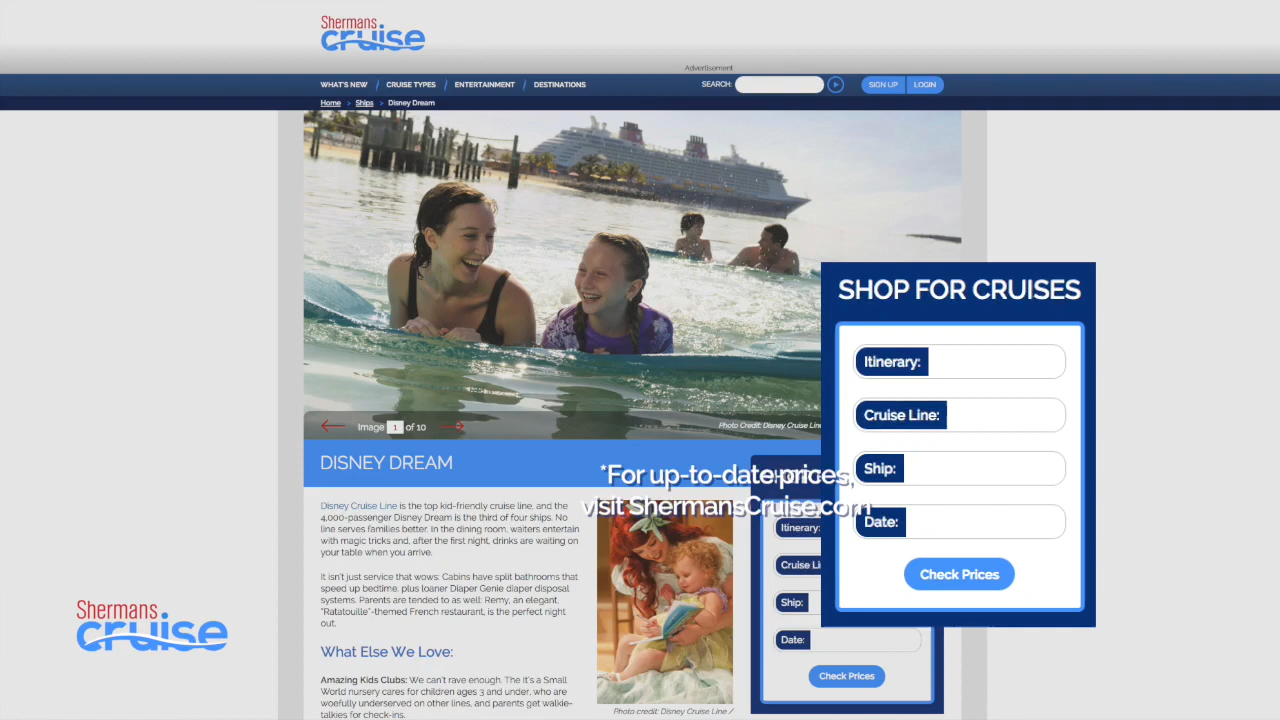 Shermans
cruise
Advertisement
WHAT'S NEW / CRUISE TYPES / ENTERTAINMENT / DESTINATIONS
SEARCH:
SIGN UP
LOGIN
Home > Ships > Disney Dream
Image 1 of 10
Photo Credit: Disney Cruise Line
DISNEY DREAM
Disney Cruise Line is the top kid-friendly cruise line, and the
4,000-passenger Disney Dream is the third of four ships. No
line serves families better. In the dining room, waiters entertain
with magic tricks and, after the first night, drinks are waiting on
your table when you arrive.
It isn't just service that wows: Cabins have split bathrooms that
speed up bedtime, plus loaner Diaper Genie diaper disposal
systems. Parents are tended to as well: Remy, an elegant,
"Ratatouille"-themed French restaurant, is the perfect night
out.
What Else We Love:
Amazing Kids Clubs: We can't rave enough. The It's a Small
World nursery cares for children ages 3 and under, who are
woefully underserved on other lines, and parents get walkie-
talkies for check-ins.
Photo credit: Disney Cruise Line /
*For up-to-date prices,
visit ShermansCruise.com
Itinerary:
Cruise Li
Ship:
Date:
Check Prices
SHOP FOR CRUISES
Itinerary:
Cruise Line:
Ship:
Date:
Check Prices
Shermans
cruise